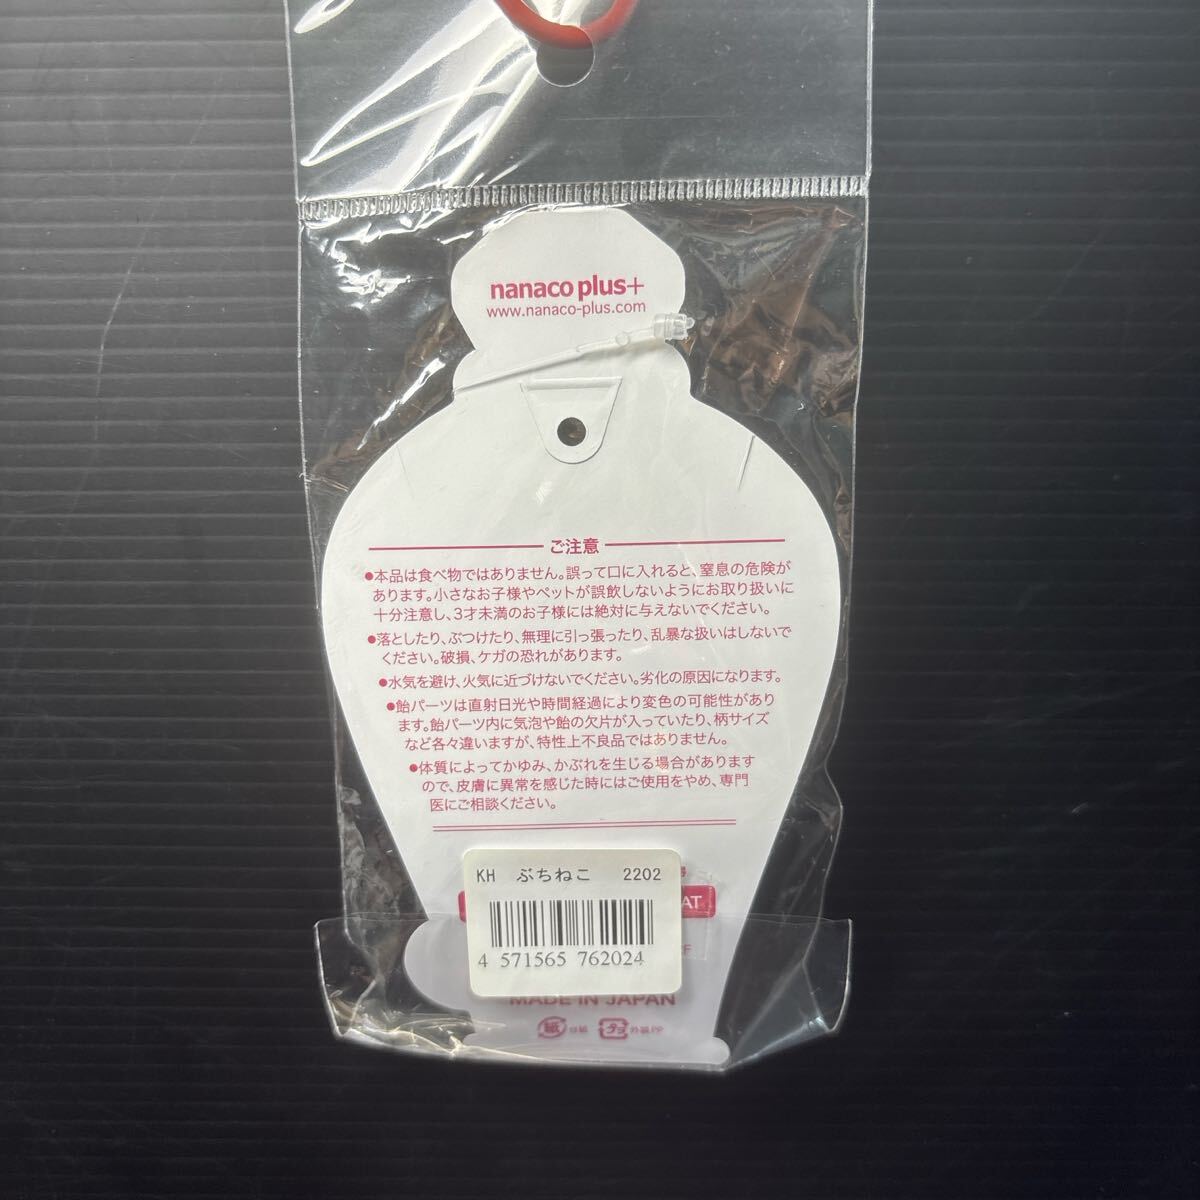 nanaco plus+
www.nanaco-plus.com
ご注意
●本品は食べ物ではありません。誤って口に入れると、窒息の危険が
あります。小さなお子様やペットが誤飲しないようにお取り扱いに
十分注意し、3才未満のお子様には絶対に与えないでください。
●落としたり、ぶつけたり、無理に引っ張ったり、乱暴な扱いはしないで
ください。破損、ケガの恐れがあります。
●水気を避け、火気に近づけないでください。劣化の原因になります。
●飴パーツは直射日光や時間経過により変色の可能性があり
ます。飴パーツ内に気泡や飴の欠片が入っていたり、柄サイズ
など各々違いますが、特性上不良品ではありません。
●体質によってかゆみ、かぶれを生じる場合があります
ので、皮膚に異常を感じた時にはご使用をやめ、専門
医にご相談ください。
KH ぶちねこ 2202
AT
4 571565 762024
MADE IN JAPAN
紙 台紙 プラ 外装PP